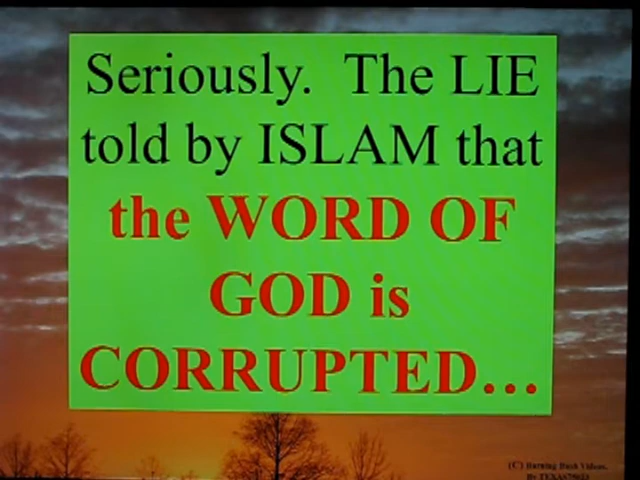 Seriously. The LIE
told by ISLAM that
the WORD OF
GOD is
CORRUPTED...
(C) Burning Bush Videos.